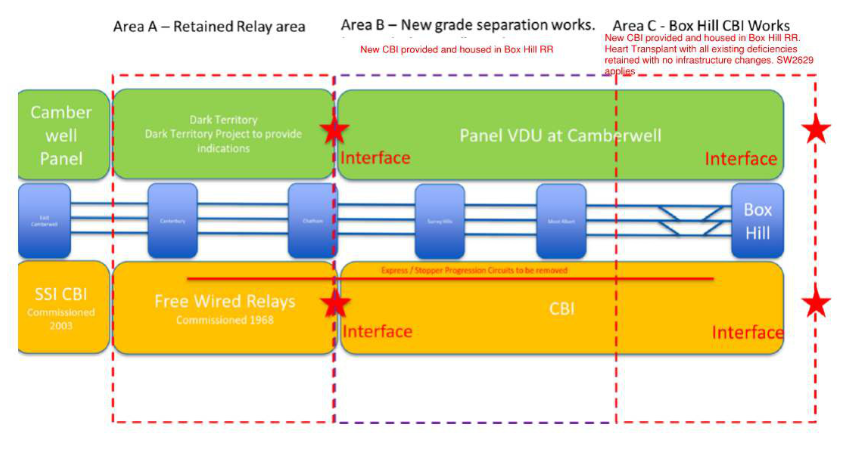 Area A – Retained Relay area
Area B – New grade separation works.
Area C - Box Hill CBI Works
New CBI provided and housed in Box Hill RR
New CBI provided and housed in Box Hill RR.
Heart Transplant with all existing deficiencies
retained with no infrastructure changes. SW2629
applies
Camber
well
Panel
Dark Territory
Dark Territory Project to provide
indications
Panel VDU at Camberwell
Interface
Interface
East
Camberwell
Canterbury
Chatham
Surrey Hills
Mont Albert
Box
Hill
Express / Stopper Progression Circuits to be removed
SSI CBI
Commissioned
2003
Free Wired Relays
Commissioned 1968
CBI
Interface
Interface